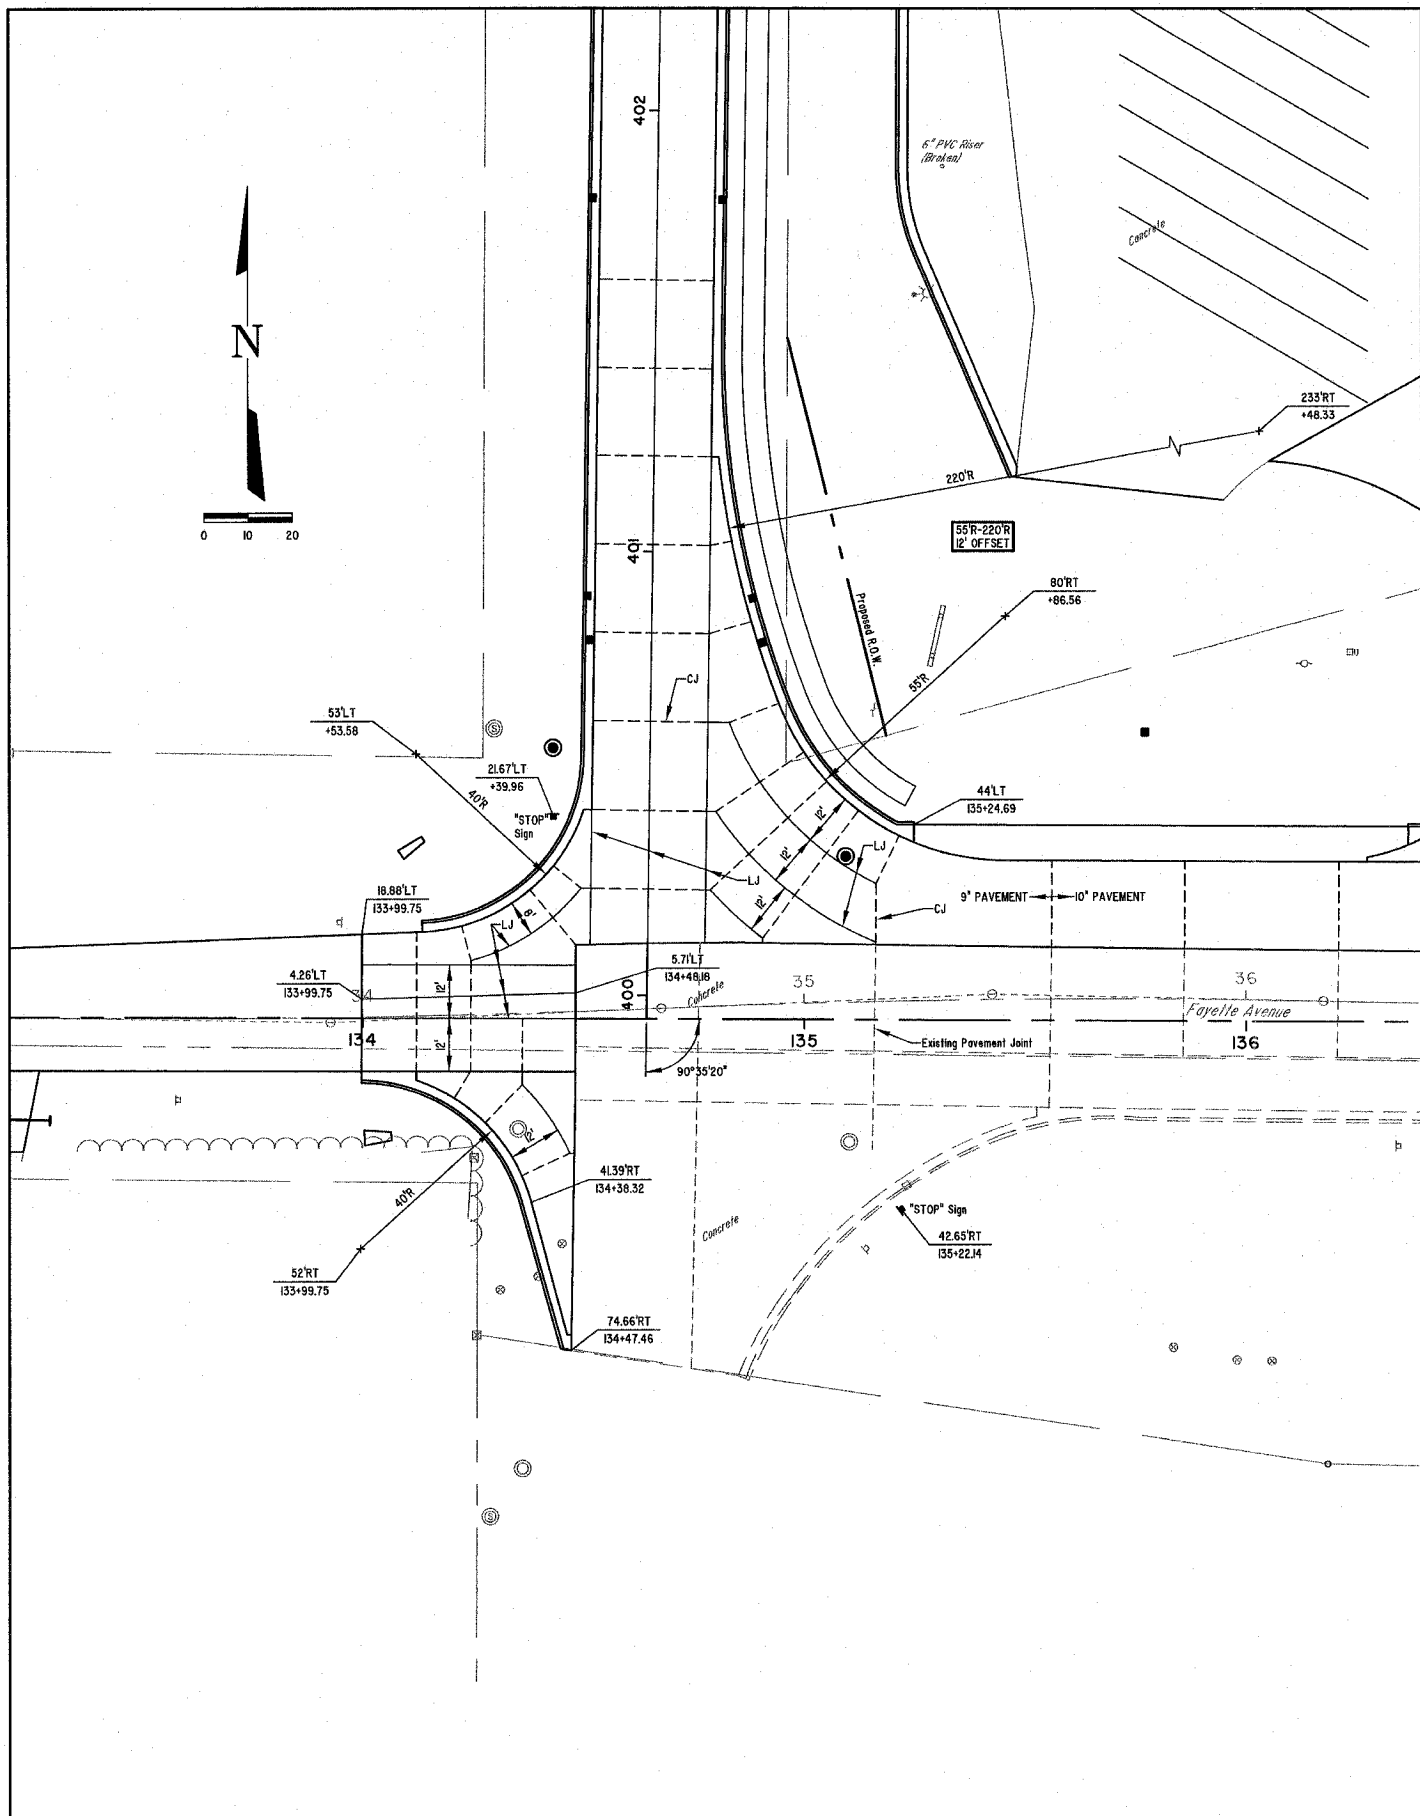 402
6" PVC Riser
(Broken)
Concrete
N
233'RT
+48.33
220'R
0 10 20
55'R-220'R
12' OFFSET
401
80'RT
+86.56
Proposed R.O.W.
55'R
CJ
53'LT
+53.58
S
21.67'LT
+39.96
40'R
"STOP"
Sign
44'LT
135+24.69
12'
12'
12'
LJ
LJ
18.88'LT
133+99.75
8'
LJ
9" PAVEMENT
10" PAVEMENT
CJ
4.26'LT
133+99.75
34
12'
5.71'LT
134+48.18
400
Concrete
35
36
Fayette Avenue
134
12'
135
Existing Pavement Joint
136
90°35'20"
12'
41.39'RT
134+38.32
40'R
Concrete
"STOP" Sign
42.65'RT
135+22.14
52'RT
133+99.75
74.66'RT
134+47.46
S